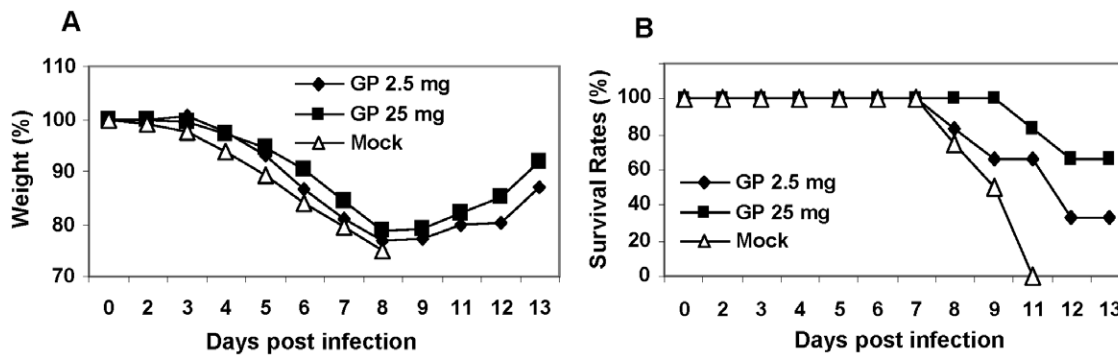 A
Weight (%)
110
100
90
80
70
GP 2.5 mg
GP 25 mg
Mock
0 2 3 4 5 6 7 8 9 11 12 13
Days post infection
B
Survival Rates (%)
100
80
60
40
20
0
GP 2.5 mg
GP 25 mg
Mock
0 2 3 4 5 6 7 8 9 11 12 13
Days post infection